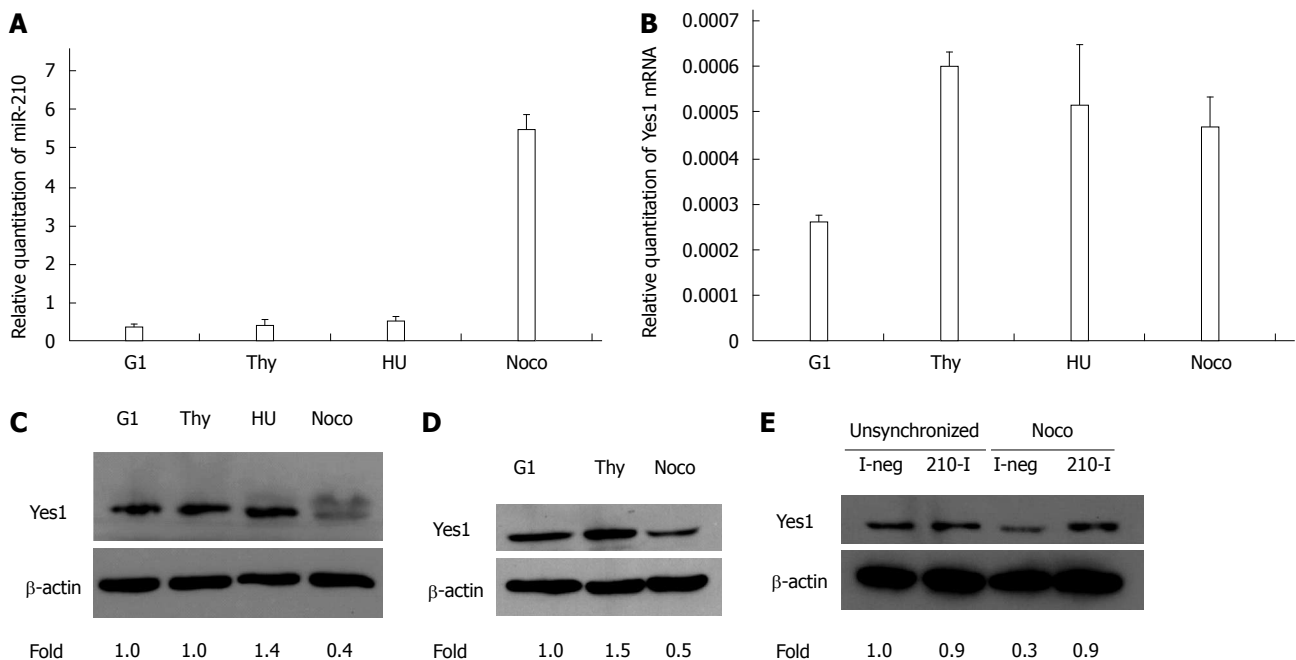 A
Relative quantitation of miR-210
7
6
5
4
3
2
1
0
G1 Thy HU Noco
B
Relative quantitation of Yes1 mRNA
0.0007
0.0006
0.0005
0.0004
0.0003
0.0002
0.0001
0
G1 Thy HU Noco
C
G1 Thy HU Noco
Yes1
β-actin
Fold 1.0 1.0 1.4 0.4
D
G1 Thy Noco
Yes1
β-actin
Fold 1.0 1.5 0.5
E
Unsynchronized Noco
I-neg 210-I I-neg 210-I
Yes1
β-actin
Fold 1.0 0.9 0.3 0.9